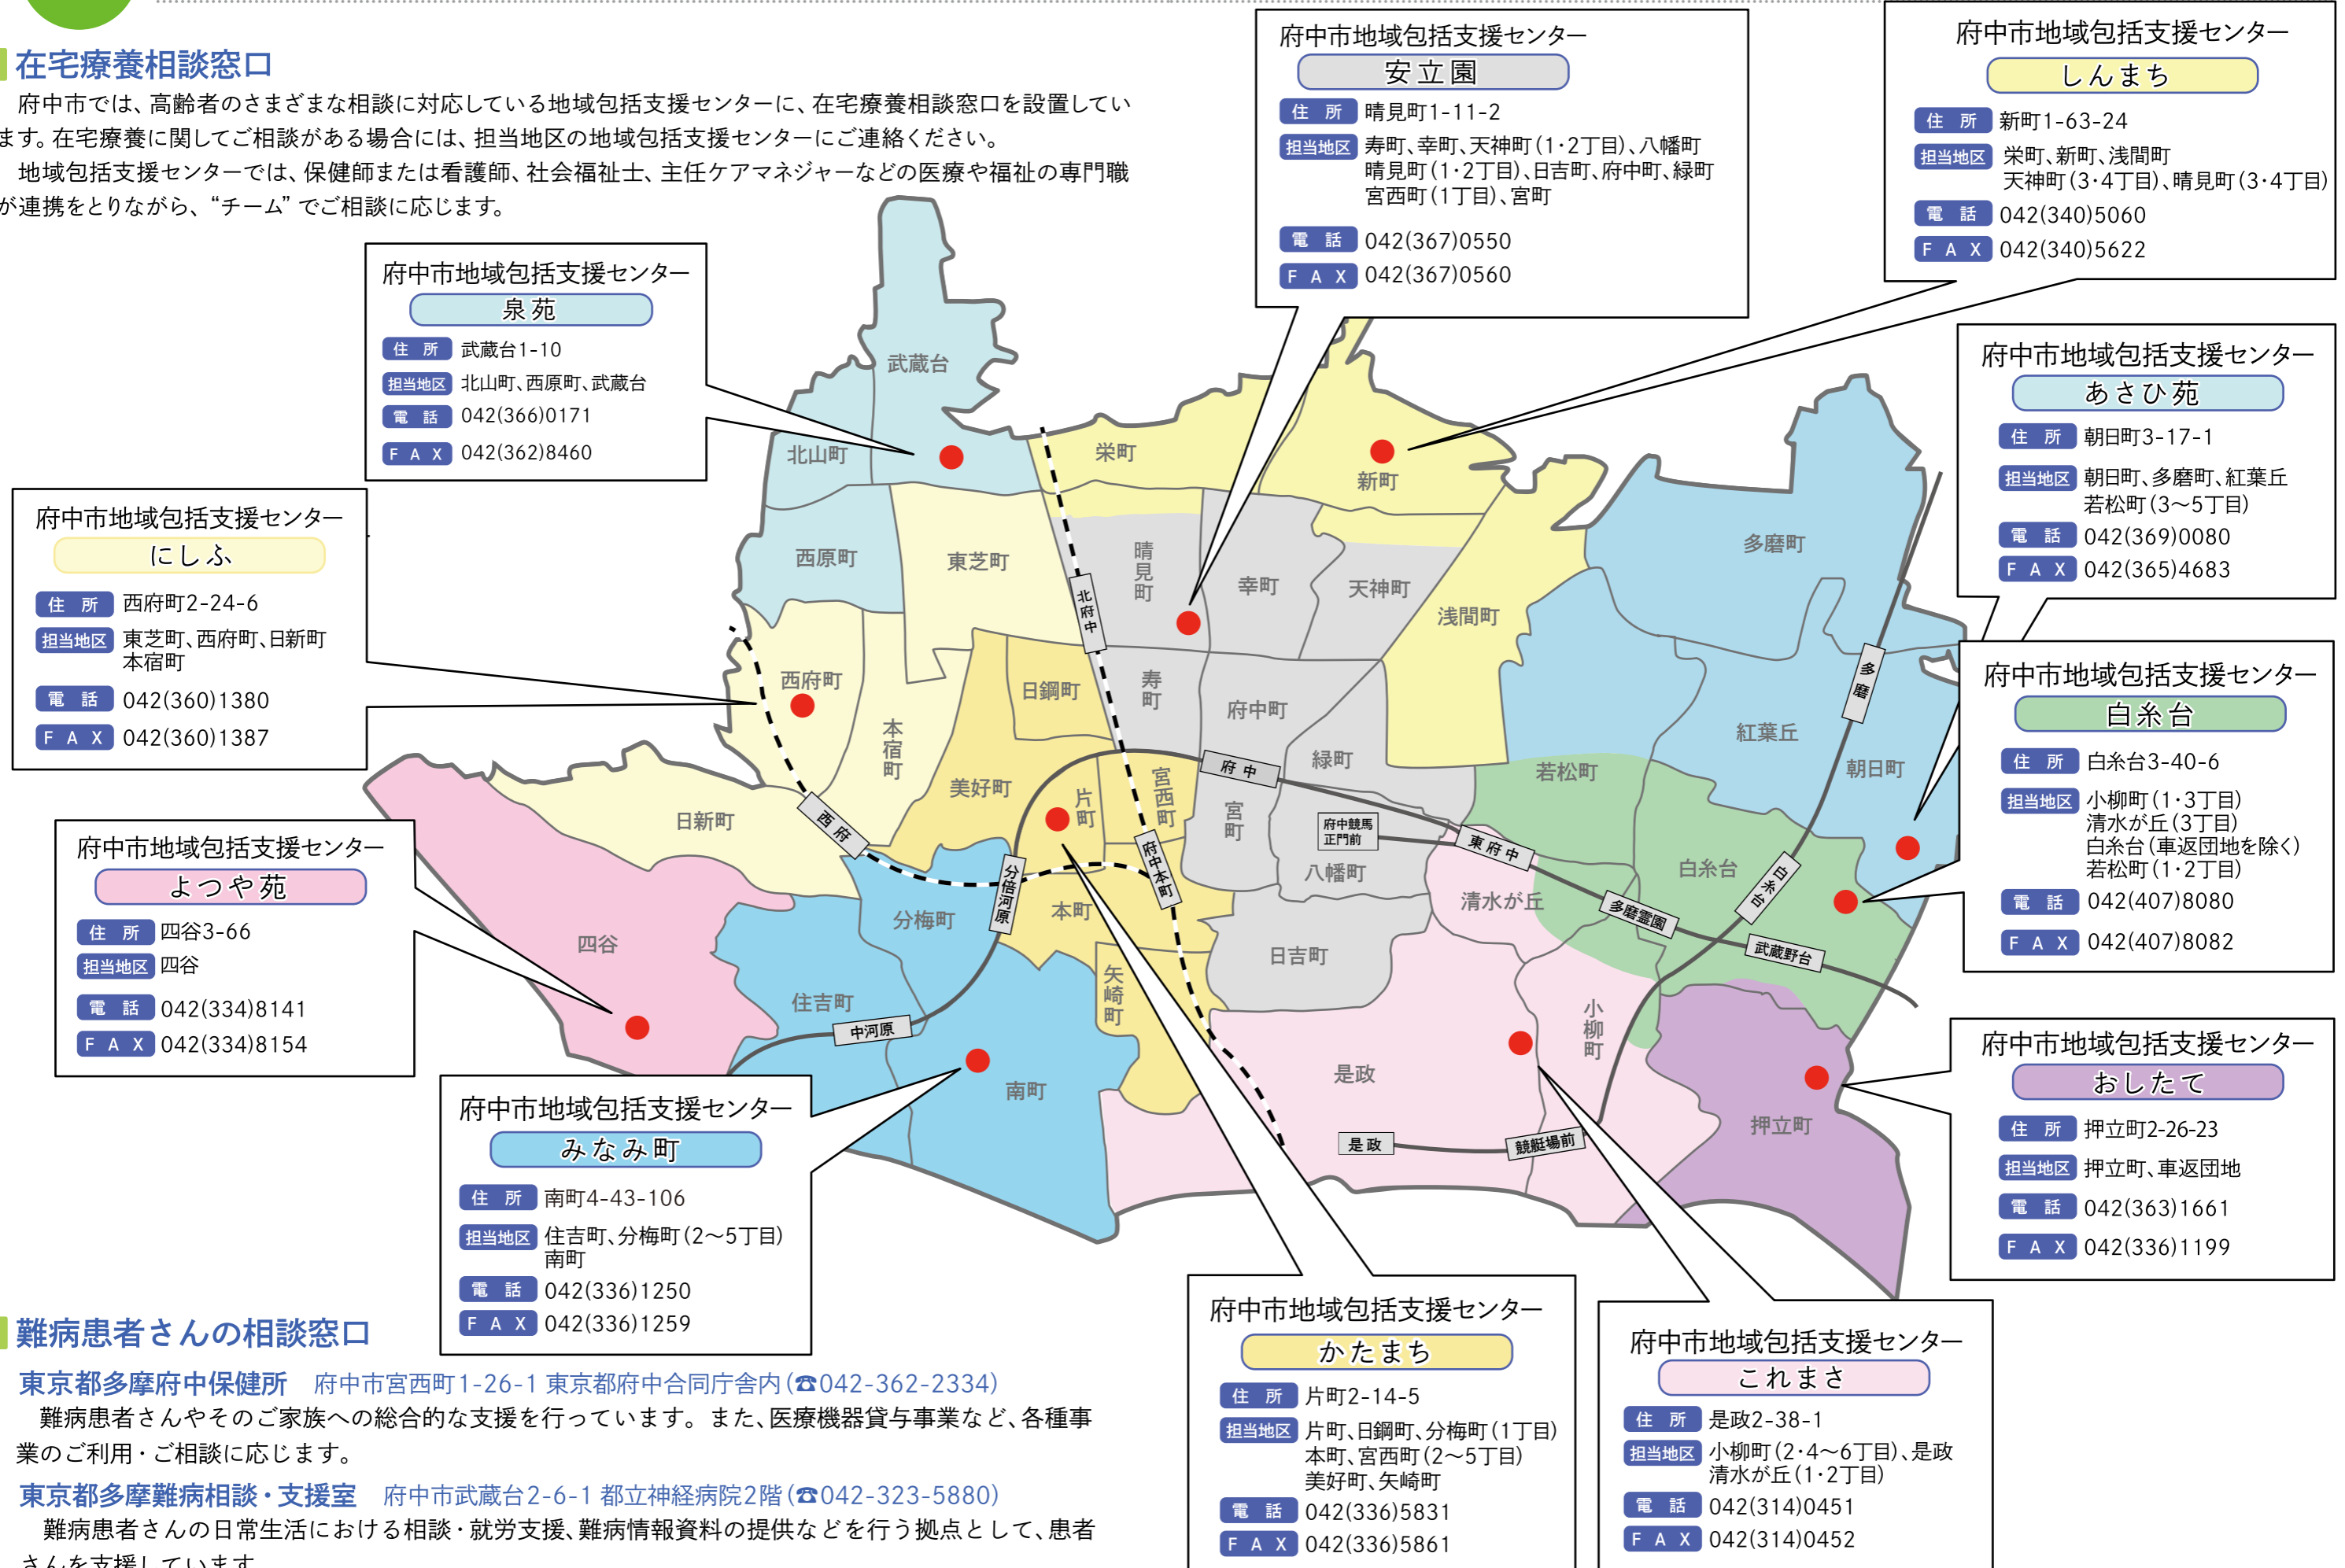 在宅療養相談窓口
府中市では、高齢者のさまざまな相談に対応している地域包括支援センターに、在宅療養相談窓口を設置してい
ます。在宅療養に関してご相談がある場合には、担当地区の地域包括支援センターにご連絡ください。
地域包括支援センターでは、保健師または看護師、社会福祉士、主任ケアマネジャーなどの医療や福祉の専門職
が連携をとりながら、“チーム”でご相談に応じます。
府中市地域包括支援センター
安立園
住所 晴見町1-11-2
担当地区 寿町、幸町、天神町(1・2丁目)、八幡町
晴見町(1・2丁目)、日吉町、府中町、緑町
宮西町(1丁目)、宮町
電話 042(367)0550
FAX 042(367)0560
府中市地域包括支援センター
しんまち
住所 新町1-63-24
担当地区 栄町、新町、浅間町
天神町(3・4丁目)、晴見町(3・4丁目)
電話 042(340)5060
FAX 042(340)5622
府中市地域包括支援センター
泉苑
住所 武蔵台1-10
担当地区 北山町、西原町、武蔵台
電話 042(366)0171
FAX 042(362)8460
府中市地域包括支援センター
あさひ苑
住所 朝日町3-17-1
担当地区 朝日町、多磨町、紅葉丘
若松町(3〜5丁目)
電話 042(369)0080
FAX 042(365)4683
府中市地域包括支援センター
にしふ
住所 西府町2-24-6
担当地区 東芝町、西府町、日新町
本宿町
電話 042(360)1380
FAX 042(360)1387
府中市地域包括支援センター
白糸台
住所 白糸台3-40-6
担当地区 小柳町(1・3丁目)
清水が丘(3丁目)
白糸台(車返団地を除く)
若松町(1・2丁目)
電話 042(407)8080
FAX 042(407)8082
府中市地域包括支援センター
よつや苑
住所 四谷3-66
担当地区 四谷
電話 042(334)8141
FAX 042(334)8154
府中市地域包括支援センター
おしたて
住所 押立町2-26-23
担当地区 押立町、車返団地
電話 042(363)1661
FAX 042(336)1199
府中市地域包括支援センター
みなみ町
住所 南町4-43-106
担当地区 住吉町、分梅町(2〜5丁目)
南町
電話 042(336)1250
FAX 042(336)1259
府中市地域包括支援センター
かたまち
住所 片町2-14-5
担当地区 片町、日鋼町、分梅町(1丁目)
本町、宮西町(2〜5丁目)
美好町、矢崎町
電話 042(336)5831
FAX 042(336)5861
府中市地域包括支援センター
これまさ
住所 是政2-38-1
担当地区 小柳町(2・4〜6丁目)、是政
清水が丘(1・2丁目)
電話 042(314)0451
FAX 042(314)0452
武蔵台
北山町
栄町
新町
西原町
東芝町
晴見町
幸町
天神町
浅間町
多磨町
北府中
西府町
日鋼町
寿町
府中町
多磨
本宿町
美好町
片町
宮西町
府中
緑町
宮町
若松町
紅葉丘
朝日町
日新町
西府
府中競馬
正門前
東府中
府中本町
八幡町
清水が丘
白糸台
白糸台
多磨霊園
武蔵野台
四谷
分梅町
分倍河原
本町
日吉町
住吉町
中河原
矢崎町
小柳町
南町
是政
是政
競艇場前
押立町
難病患者さんの相談窓口
東京都多摩府中保健所 府中市宮西町1-26-1 東京都府中合同庁舎内(☎042-362-2334)
難病患者さんやそのご家族への総合的な支援を行っています。また、医療機器貸与事業など、各種事
業のご利用・ご相談に応じます。
東京都多摩難病相談・支援室 府中市武蔵台2-6-1 都立神経病院2階(☎042-323-5880)
難病患者さんの日常生活における相談・就労支援、難病情報資料の提供などを行う拠点として、患者
さんを支援しています。